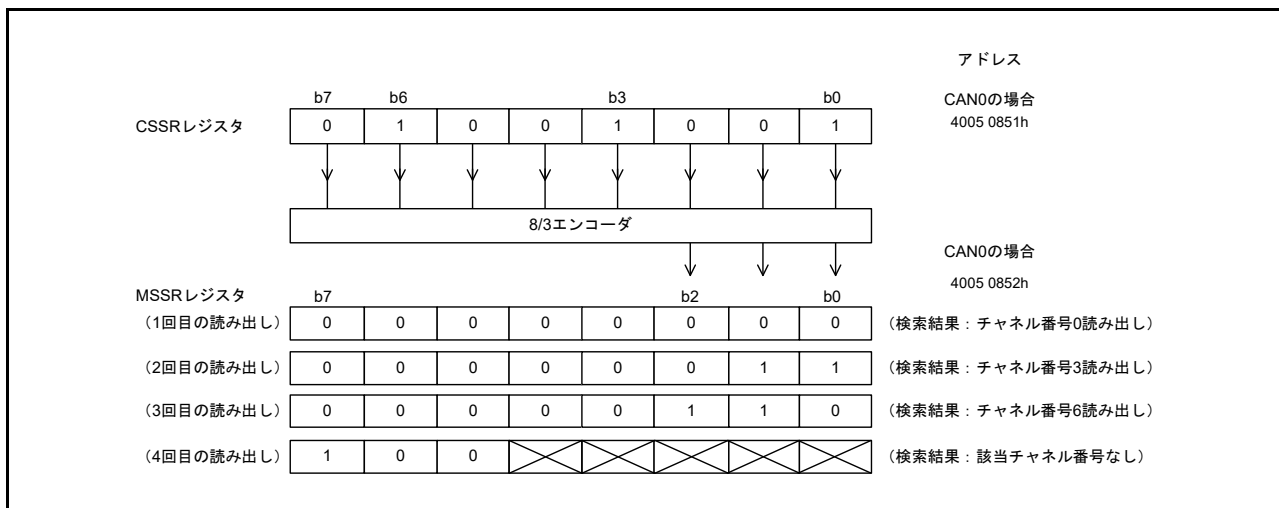 アドレス
b7 b6 b3 b0 CAN0の場合
CSSRレジスタ 0 1 0 0 1 0 0 1 4005 0851h
8/3エンコーダ
CAN0の場合
4005 0852h
MSSRレジスタ b7 b2 b0
(1回目の読み出し) 0 0 0 0 0 0 0 0 (検索結果：チャネル番号0読み出し)
(2回目の読み出し) 0 0 0 0 0 0 1 1 (検索結果：チャネル番号3読み出し)
(3回目の読み出し) 0 0 0 0 0 1 1 0 (検索結果：チャネル番号6読み出し)
(4回目の読み出し) 1 0 0 (検索結果：該当チャネル番号なし)